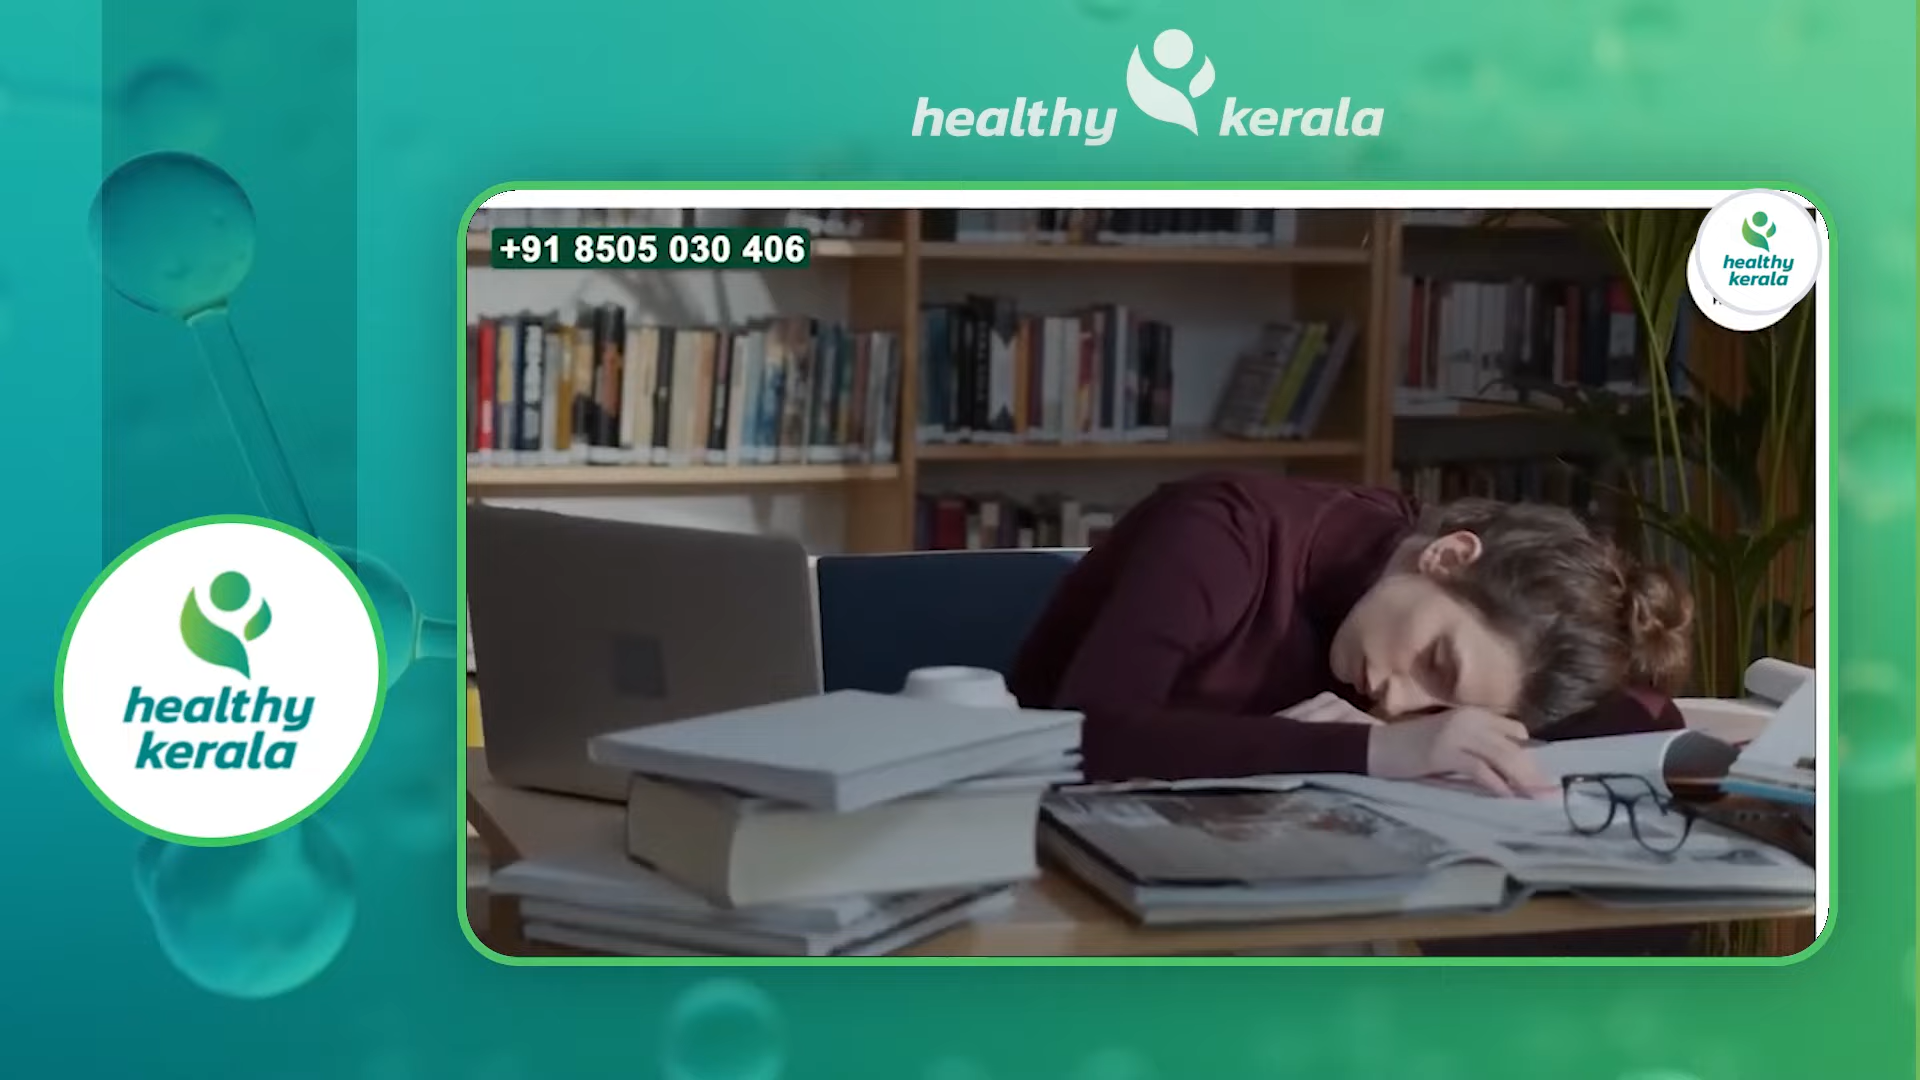 healthy kerala
+91 8505 030 406
healthy
kerala
healthy
kerala